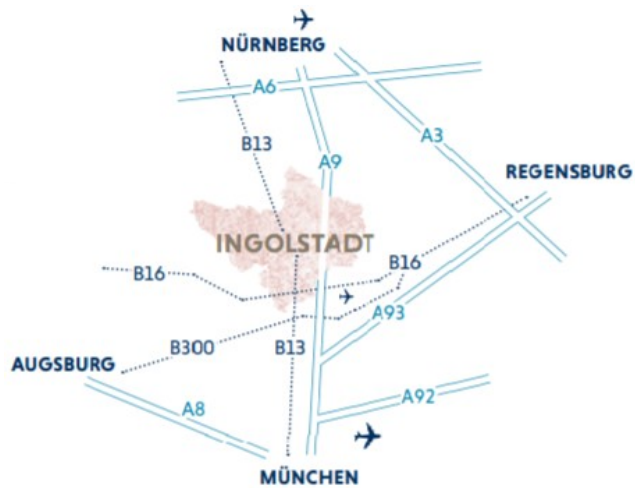 NÜRNBERG
A6
B13
A3
A9
REGENSBURG
INGOLSTADT
B16
B16
A93
B300
B13
AUGSBURG
A92
A8
MÜNCHEN